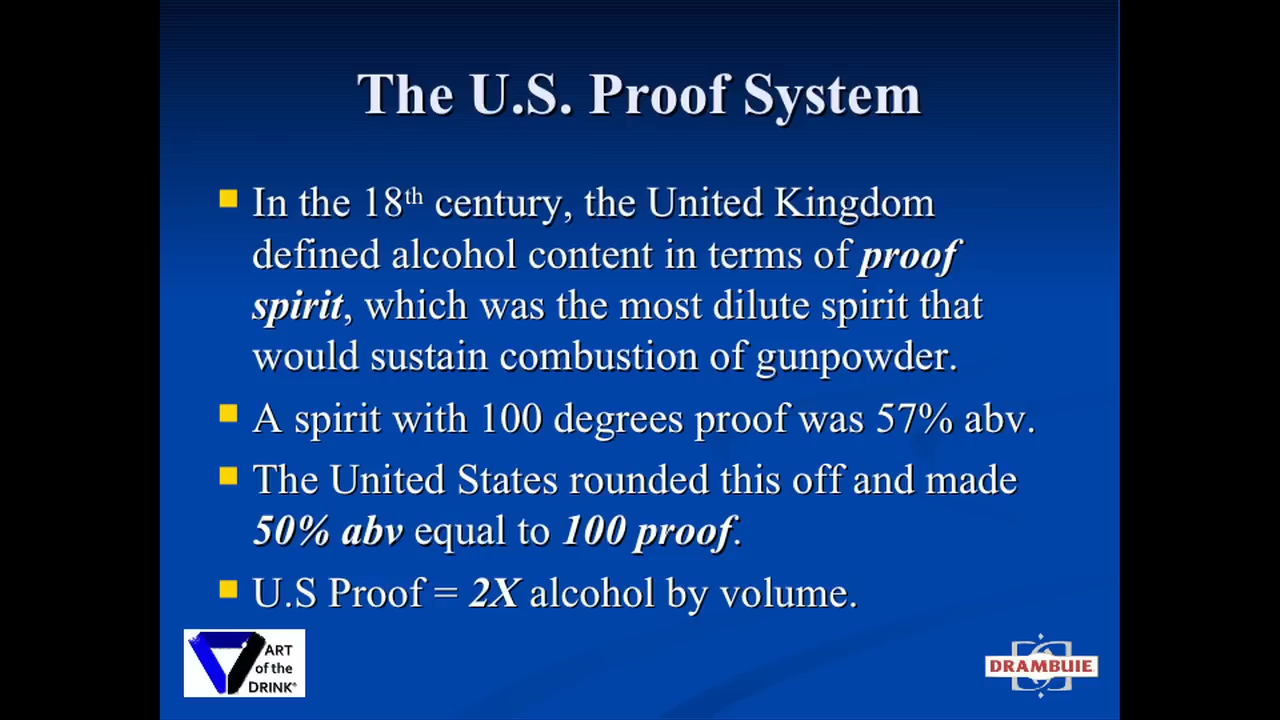 The U.S. Proof System
In the 18th century, the United Kingdom
defined alcohol content in terms of proof
spirit, which was the most dilute spirit that
would sustain combustion of gunpowder.
A spirit with 100 degrees proof was 57% abv.
The United States rounded this off and made
50% abv equal to 100 proof.
U.S Proof = 2X alcohol by volume.
ART
of the
DRINK®
DRAMBUIE